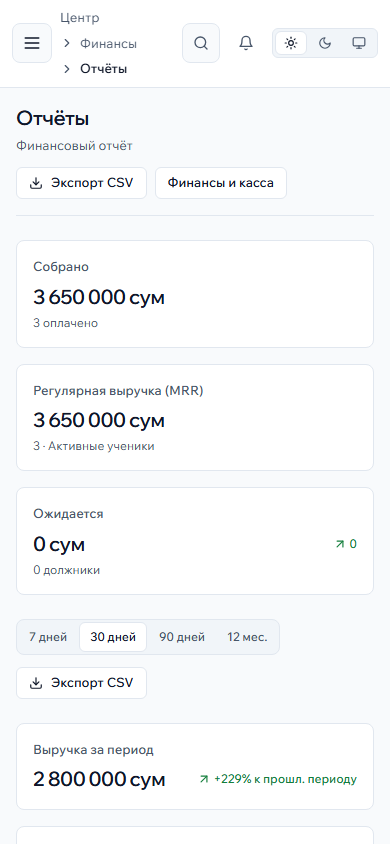 Центр
Финансы
Отчёты
Отчёты
Финансовый отчёт
Экспорт CSV
Финансы и касса
Собрано
3 650 000 сум
3 оплачено
Регулярная выручка (MRR)
3 650 000 сум
3 · Активные ученики
Ожидается
0 сум
0
0 должники
7 дней 30 дней 90 дней 12 мес.
Экспорт CSV
Выручка за период
2 800 000 сум
+229% к прошл. периоду